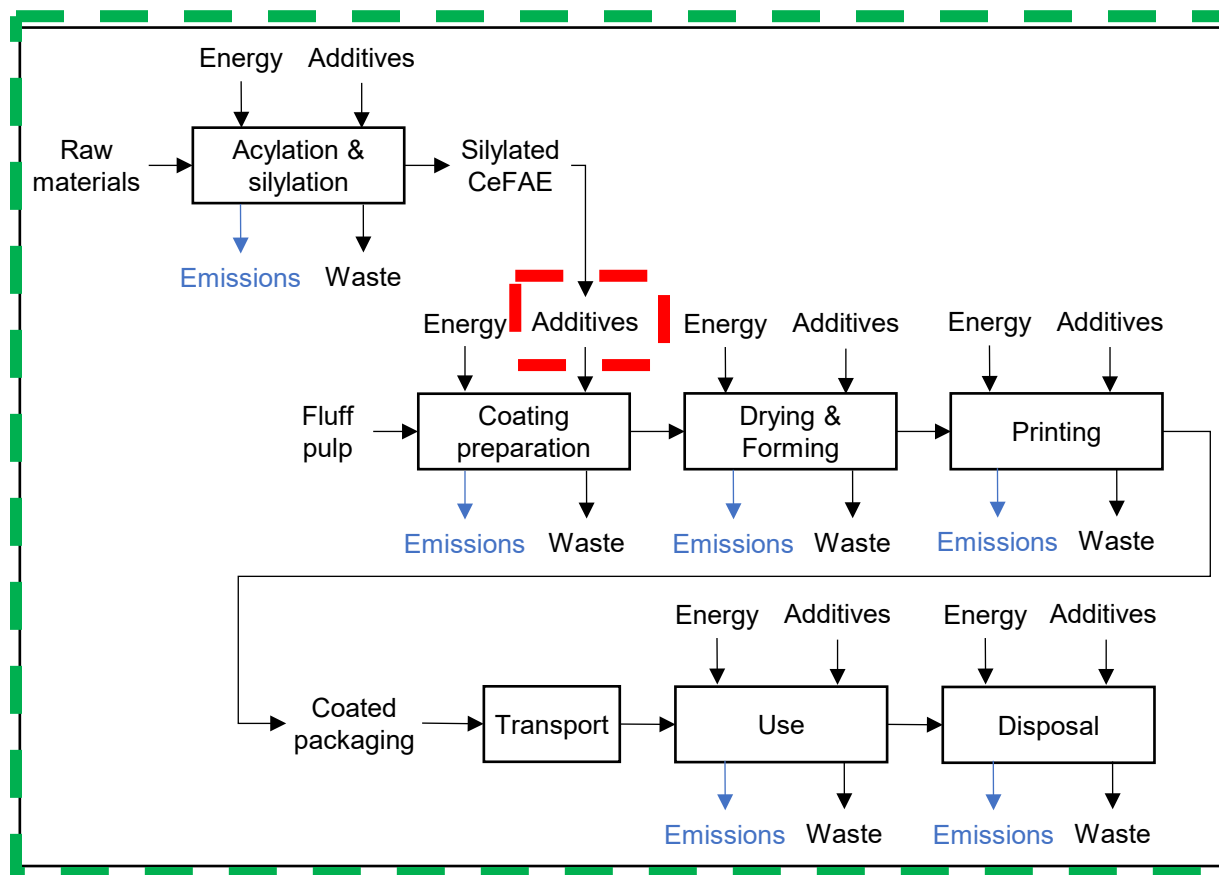 Energy Additives
Raw
materials
Acylation &
silylation
Silylated
CeFAE
Emissions Waste
Energy Additives Energy Additives Energy Additives
Fluff
pulp
Coating
preparation
Drying &
Forming
Printing
Emissions Waste Emissions Waste Emissions Waste
Energy Additives Energy Additives
Coated
packaging
Transport
Use
Disposal
Emissions Waste Emissions Waste